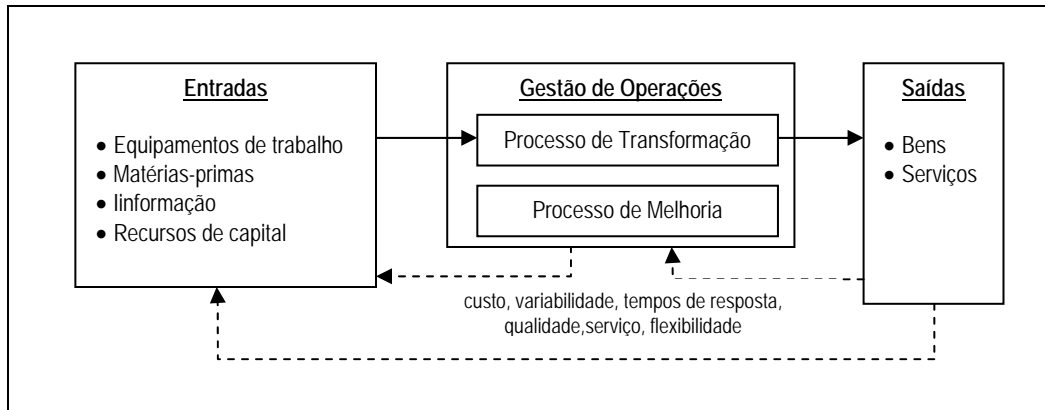 Entradas
• Equipamentos de trabalho
• Matérias-primas
• Iinformação
• Recursos de capital
Gestão de Operações
Processo de Transformação
Processo de Melhoria
Saídas
• Bens
• Serviços
custo, variabilidade, tempos de resposta,
qualidade,serviço, flexibilidade